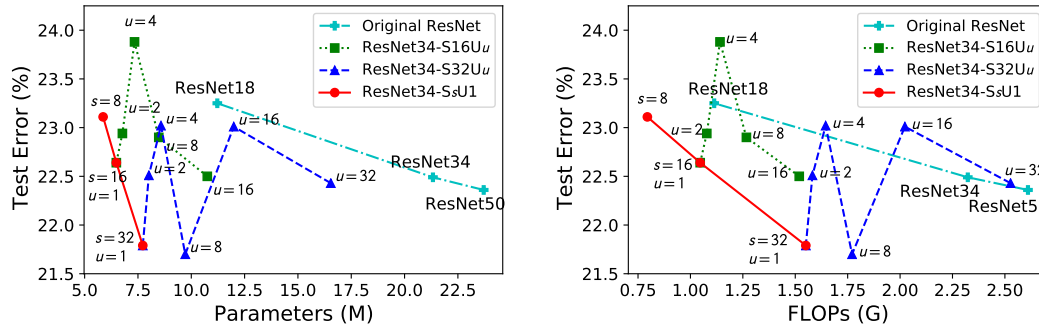 24.0
23.5
23.0
22.5
22.0
21.5
Test Error (%)
5.0
7.5
10.0
12.5
15.0
17.5
20.0
22.5
Parameters (M)
Original ResNet
ResNet34-S16Uu
ResNet34-S32Uu
ResNet34-SsU1
u=4
ResNet18
s=8
u=2
u=4
u=16
u=8
s=16
u=1
u=2
u=16
u=32
ResNet34
ResNet50
s=32
u=1
u=8
24.0
23.5
23.0
22.5
22.0
21.5
Test Error (%)
0.75
1.00
1.25
1.50
1.75
2.00
2.25
2.50
FLOPs (G)
Original ResNet
ResNet34-S16Uu
ResNet34-S32Uu
ResNet34-SsU1
u=4
s=8
ResNet18
u=2
u=8
u=4
u=16
s=16
u=1
u=16
u=2
u=32
ResNet34
ResNet5
s=32
u=1
u=8